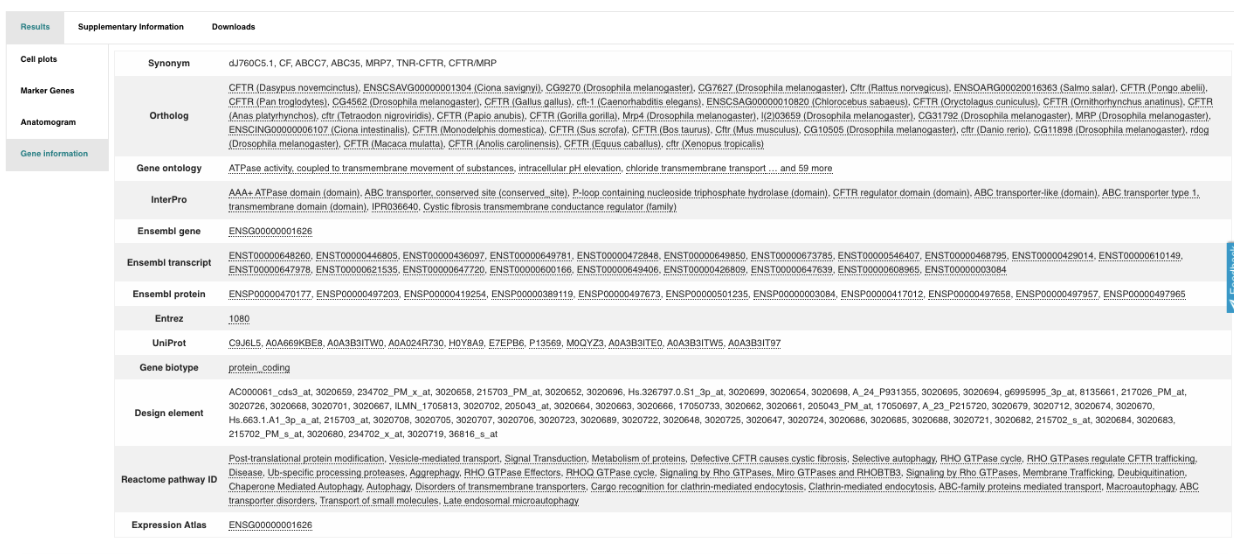 Results Supplementary Information Downloads
Cell plots
Marker Genes
Anatomogram
Gene information
Synonym dJ760C5.1, CF, ABCC7, ABC35, MRP7, TNR-CFTR, CFTR/MRP
Ortholog
CFTR (Dasypus novemcinctus), ENSCSAVG00000001304 (Ciona savignyi), CG9270 (Drosophila melanogaster), CG7627 (Drosophila melanogaster), Cftr (Rattus norvegicus), ENSOARG00020016363 (Salmo salar), CFTR (Pongo abelii),
CFTR (Pan troglodytes), CG4562 (Drosophila melanogaster), CFTR (Gallus gallus), cft-1 (Caenorhabditis elegans), ENSCSAG00000010820 (Chlorocebus sabaeus), CFTR (Oryctolagus cuniculus), CFTR (Ornithorhynchus anatinus), CFTR
(Anas platyrhynchos), cftr (Tetraodon nigroviridis), CFTR (Papio anubis), CFTR (Gorilla gorilla), Mrp4 (Drosophila melanogaster), l(2)03659 (Drosophila melanogaster), CG31792 (Drosophila melanogaster), MRP (Drosophila melanogaster),
ENSCING00000006107 (Ciona intestinalis), CFTR (Monodelphis domestica), CFTR (Sus scrofa), CFTR (Bos taurus), Cftr (Mus musculus), CG10505 (Drosophila melanogaster), cftr (Danio rerio), CG11898 (Drosophila melanogaster), rdog
(Drosophila melanogaster), CFTR (Macaca mulatta), CFTR (Anolis carolinensis), CFTR (Equus caballus), cftr (Xenopus tropicalis)
Gene ontology ATPase activity, coupled to transmembrane movement of substances, intracellular pH elevation, chloride transmembrane transport ... and 59 more
InterPro
AAA+ ATPase domain (domain), ABC transporter, conserved site (conserved_site), P-loop containing nucleoside triphosphate hydrolase (domain), CFTR regulator domain (domain), ABC transporter-like (domain), ABC transporter type 1,
transmembrane domain (domain), IPR036640, Cystic fibrosis transmembrane conductance regulator (family)
Ensembl gene ENSG00000001626
Ensembl transcript
ENST00000648260, ENST00000446805, ENST00000436097, ENST00000649781, ENST00000472848, ENST00000649850, ENST00000673785, ENST00000546407, ENST00000468795, ENST00000429014, ENST00000610149,
ENST00000647978, ENST00000621535, ENST00000647720, ENST00000600166, ENST00000649406, ENST00000426809, ENST00000647639, ENST00000608965, ENST00000003084
Ensembl protein ENSP00000470177, ENSP00000497203, ENSP00000419254, ENSP00000389119, ENSP00000497673, ENSP00000501235, ENSP00000003084, ENSP00000417012, ENSP00000497658, ENSP00000497957, ENSP00000497965
Entrez 1080
UniProt C9J6L5, A0A669KBE8, A0A3B3ITW0, A0A024R730, H0Y8A9, E7EPB6, P13569, M0QYZ3, A0A3B3ITE0, A0A3B3ITW5, A0A3B3IT97
Gene biotype protein_coding
Design element
AC000061_cds3_at, 3020659, 234702_PM_x_at, 3020658, 215703_PM_at, 3020652, 3020696, Hs.326797.0.S1_3p_at, 3020699, 3020654, 3020698, A_24_P931355, 3020695, 3020694, g6995995_3p_at, 8135661, 217026_PM_at,
3020726, 3020668, 3020701, 3020667, ILMN_1705813, 3020702, 205043_at, 3020664, 3020663, 3020666, 17050733, 3020662, 3020661, 205043_PM_at, 17050697, A_23_P215720, 3020679, 3020712, 3020674, 3020670,
Hs.663.1.A1_3p_a_at, 215703_at, 3020708, 3020705, 3020707, 3020706, 3020723, 3020689, 3020722, 3020648, 3020725, 3020647, 3020724, 3020686, 3020685, 3020688, 3020721, 3020682, 215702_s_at, 3020684, 3020683,
215702_PM_s_at, 3020680, 234702_x_at, 3020719, 36816_s_at
Reactome pathway ID
Post-translational protein modification, Vesicle-mediated transport, Signal Transduction, Metabolism of proteins, Defective CFTR causes cystic fibrosis, Selective autophagy, RHO GTPase cycle, RHO GTPases regulate CFTR trafficking,
Disease, Ub-specific processing proteases, Aggrephagy, RHO GTPase Effectors, RHOQ GTPase cycle, Signaling by Rho GTPases, Miro GTPases and RHOBTB3, Signaling by Rho GTPases, Membrane Trafficking, Deubiquitination,
Chaperone Mediated Autophagy, Autophagy, Disorders of transmembrane transporters, Cargo recognition for clathrin-mediated endocytosis, Clathrin-mediated endocytosis, ABC-family proteins mediated transport, Macroautophagy, ABC
transporter disorders, Transport of small molecules, Late endosomal microautophagy
Expression Atlas ENSG00000001626